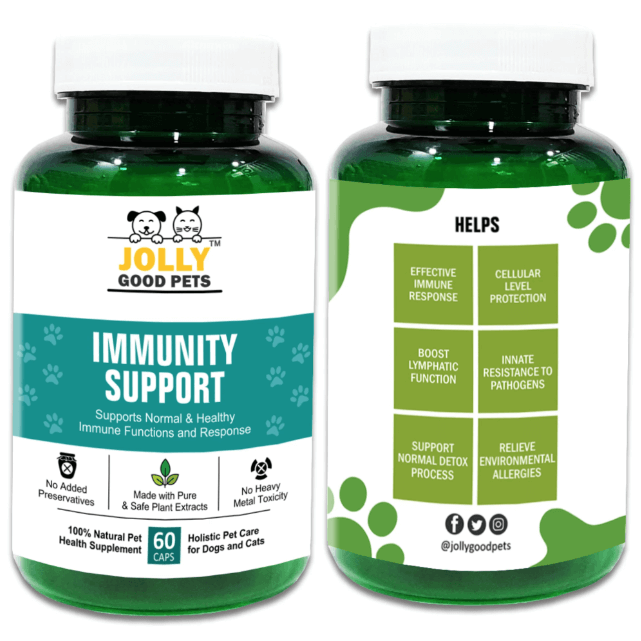 JOLLY™
GOOD PETS
IMMUNITY
SUPPORT
Supports Normal & Healthy
Immune Functions and Response
No Added
Preservatives
Made with Pure
& Safe Plant Extracts
No Heavy
Metal Toxicity
100% Natural Pet
Health Supplement
60
CAPS
Holistic Pet Care
for Dogs and Cats
HELPS
EFFECTIVE
IMMUNE
RESPONSE
CELLULAR
LEVEL
PROTECTION
BOOST
LYMPHATIC
FUNCTION
INNATE
RESISTANCE TO
PATHOGENS
SUPPORT
NORMAL DETOX
PROCESS
RELIEVE
ENVIRONMENTAL
ALLERGIES
@jollygoodpets